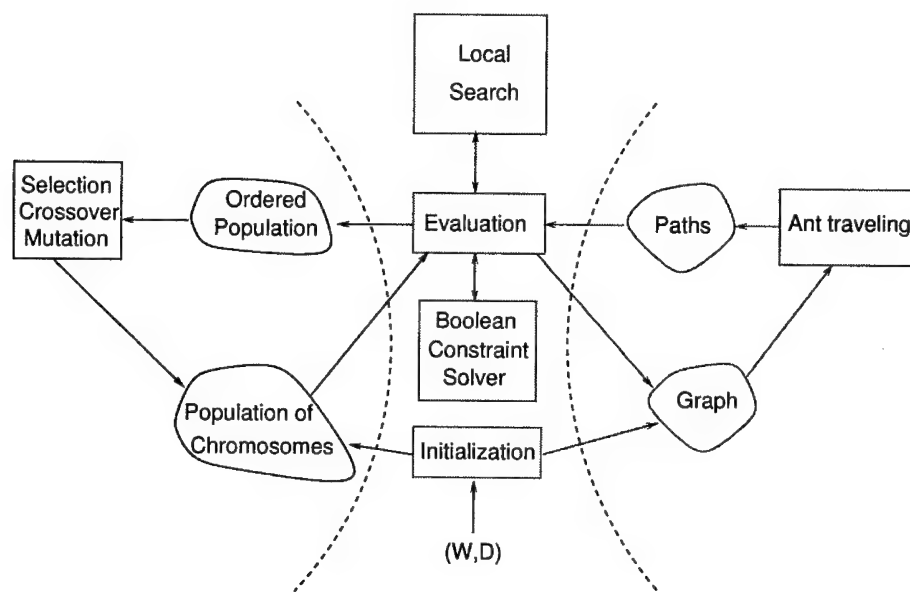 Local
Search
Selection
Crossover
Mutation
Ordered
Population
Evaluation
Paths
Ant traveling
Boolean
Constraint
Solver
Population of
Chromosomes
Graph
Initialization
(W,D)